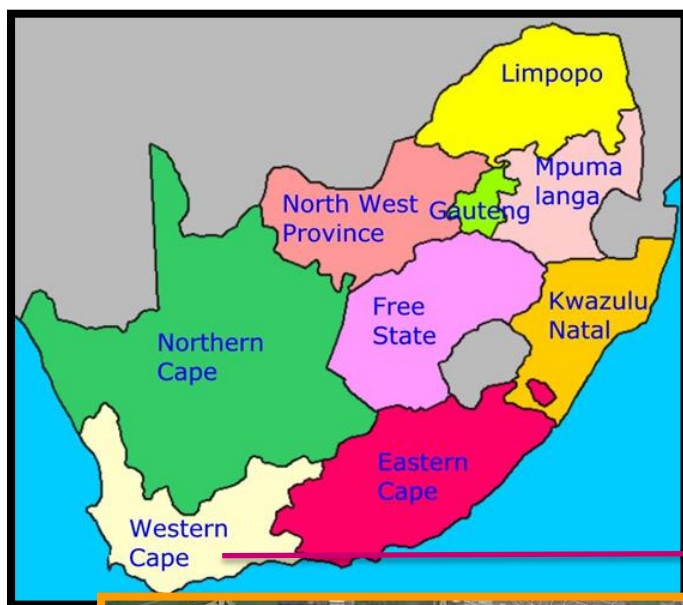 Limpopo
Mpuma
langa
North West
Province
Gauteng
Free
State
Kwazulu
Natal
Northern
Cape
Eastern
Cape
Western
Cape